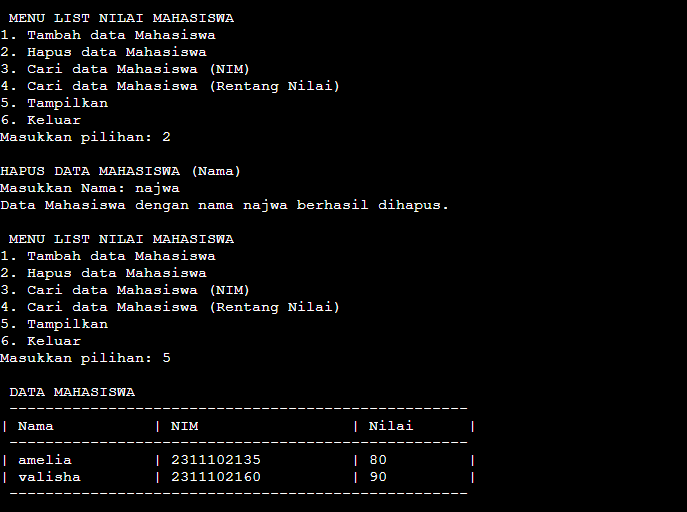 MENU LIST NILAI MAHASISWA
1. Tambah data Mahasiswa
2. Hapus data Mahasiswa
3. Cari data Mahasiswa (NIM)
4. Cari data Mahasiswa (Rentang Nilai)
5. Tampilkan
6. Keluar
Masukkan pilihan: 2
HAPUS DATA MAHASISWA (Nama)
Masukkan Nama: najwa
Data Mahasiswa dengan nama najwa berhasil dihapus.
MENU LIST NILAI MAHASISWA
1. Tambah data Mahasiswa
2. Hapus data Mahasiswa
3. Cari data Mahasiswa (NIM)
4. Cari data Mahasiswa (Rentang Nilai)
5. Tampilkan
6. Keluar
Masukkan pilihan: 5
DATA MAHASISWA
---------------------------------------------------
| Nama           | NIM                 | Nilai      |
---------------------------------------------------
| amelia         | 2311102135          | 80         |
| valisha        | 2311102160          | 90         |
---------------------------------------------------